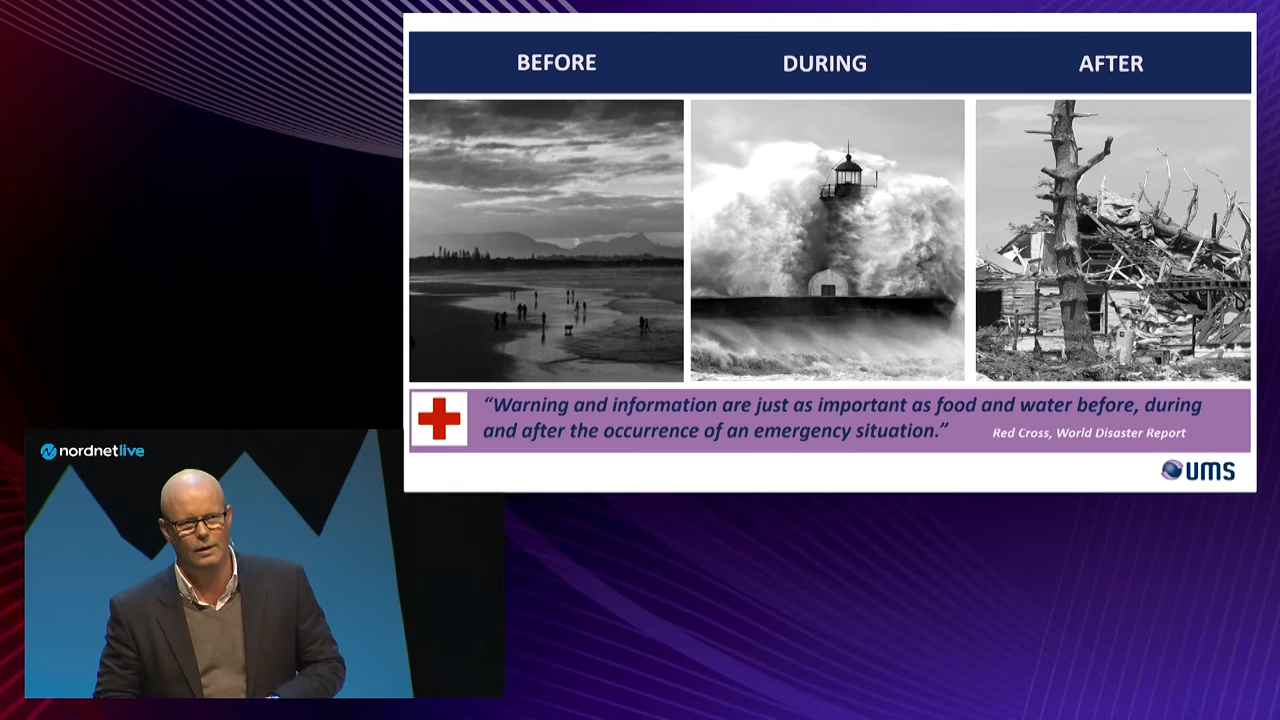 BEFORE
DURING
AFTER
“Warning and information are just as important as food and water before, during
and after the occurrence of an emergency situation.”
Red Cross, World Disaster Report
UMS
nordnetlive